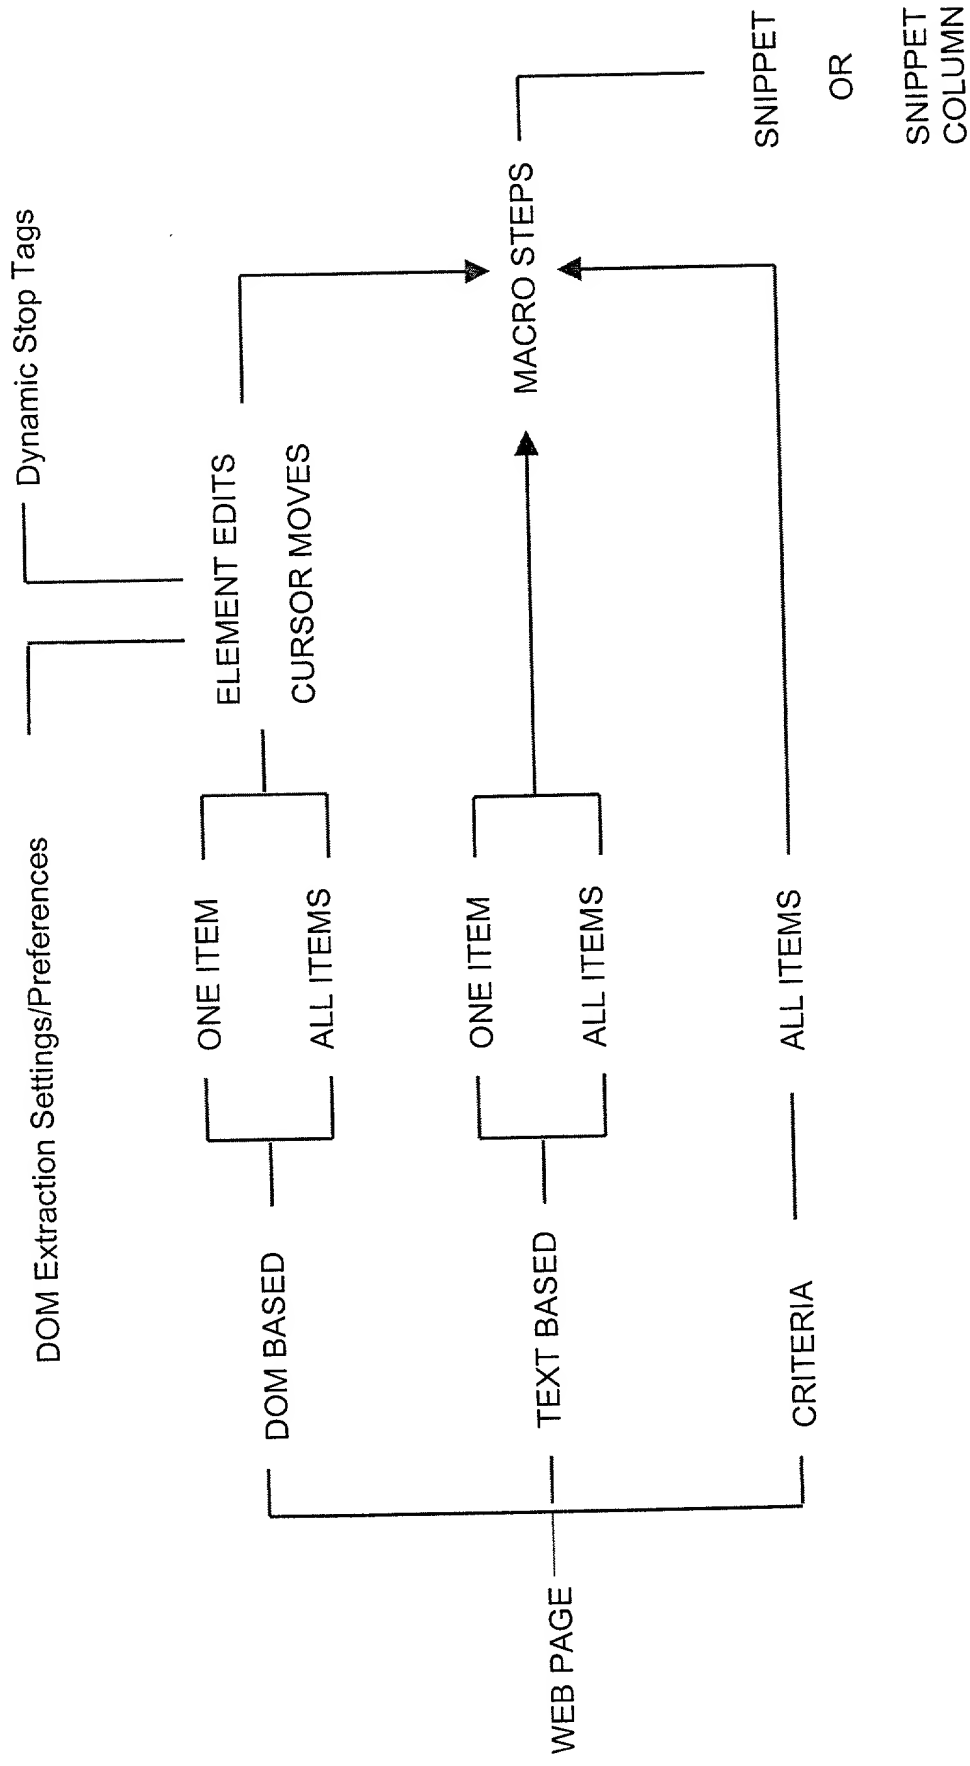 DOM Extraction Settings/Preferences
Dynamic Stop Tags
WEB PAGE
DOM BASED
ONE ITEM
ALL ITEMS
ELEMENT EDITS
CURSOR MOVES
TEXT BASED
ONE ITEM
ALL ITEMS
MACRO STEPS
CRITERIA
ALL ITEMS
SNIPPET
OR
SNIPPET
COLUMN